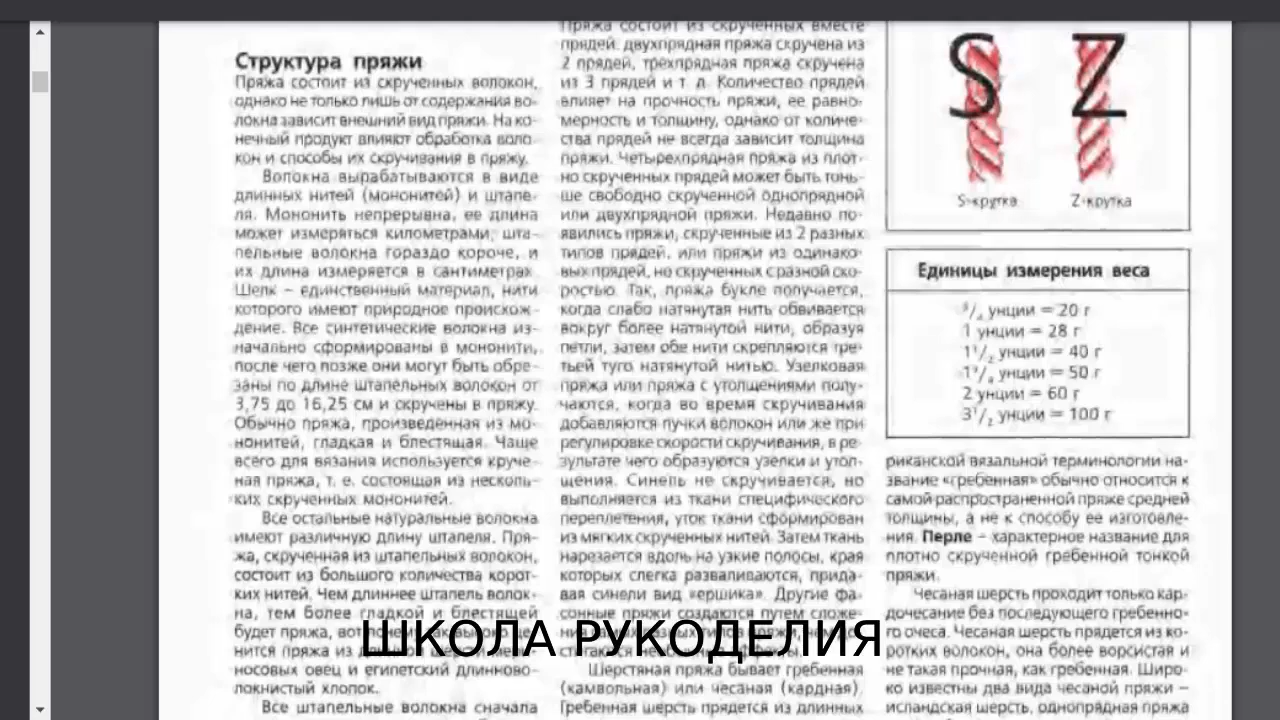 Структура пряжи
Пряжа состоит из скрученных волокон,
однако не только лишь от содержания во-
локна зависит внешний вид пряжи. На ко-
нечный продукт влияют обработка воло-
кон и способы их скручивания в пряжу.
Волокна вырабатываются в виде
длинных нитей (мононитей) и штапе-
ля. Мононить непрерывна, ее длина
может измеряться километрами; шта-
пельные волокна гораздо короче, и
их длина измеряется в сантиметрах.
Шелк – единственный материал, нити
которого имеют природное происхож-
дение. Все синтетические волокна из-
начально сформированы в мононити,
после чего позже они могут быть обре-
заны по длине штапельных волокон от
3,75 до 16,25 см и скручены в пряжу.
Обычно пряжа, произведенная из мо-
нонитей, гладкая и блестящая. Чаще
всего для вязания используется круче-
ная пряжа, т. е. состоящая из несколь-
ких скрученных мононитей.
Все остальные натуральные волокна
имеют различную длину штапеля. Пря-
жа, скрученная из штапельных волокон,
состоит из большого количества корот-
ких нитей. Чем длиннее штапель волок-
на, тем более гладкой и блестящей
будет пряжа, вот почему так высоко це-
нится пряжа из
носовых овец и египетский длинново-
локнистый хлопок.
Все штапельные волокна сначала
Пряжа состоит из скрученных вместе
прядей: двухпрядная пряжа скручена из
2 прядей, трехпрядная пряжа скручена
из 3 прядей и т. д. Количество прядей
влияет на прочность пряжи, ее равно-
мерность и толщину, однако от количе-
ства прядей не всегда зависит толщина
пряжи. Четырехпрядная пряжа из плот-
но скрученных прядей может быть тонь-
ше свободно скрученной однопрядной
или двухпрядной пряжи. Недавно по-
явились пряжи, скрученные из 2 разных
типов прядей, или пряжи из одинако-
вых прядей, но скрученных с разной ско-
ростью. Так, пряжа букле получается,
когда слабо натянутая нить обвивается
вокруг более натянутой нити, образуя
петли, затем обе нити скрепляются тре-
тьей туго натянутой нитью. Узелковая
пряжа или пряжа с утолщениями полу-
чаются, когда во время скручивания
добавляются пучки волокон или же при
регулировке скорости скручивания, в ре-
зультате чего образуются узелки и утол-
щения. Синель не скручивается, но
выполняется из ткани специфического
переплетения, уток ткани сформирован
из мягких скрученных нитей. Затем ткань
нарезается вдоль на узкие полосы, края
которых слегка разваливаются, прида-
вая синели вид «ершика». Другие фа-
сонные пряжи создаются путем сложе-
Шерстяная пряжа бывает гребенная
(камвольная) или чесаная (кардная).
Гребенная шерсть прядется из длинных
S Z
S-крутка Z-крутка
Единицы измерения веса
3/4 унции = 20 г
1 унции = 28 г
1 1/2 унции = 40 г
1 3/4 унции = 50 г
2 унции = 60 г
3 1/2 унции = 100 г
риканской вязальной терминологии на-
звание «гребенная» обычно относится к
самой распространенной пряже средней
толщины, а не к способу ее изготовле-
ния. Перле – характерное название для
плотно скрученной гребенной тонкой
пряжи.
Чесаная шерсть проходит только кар-
дочесание без последующего гребенно-
го очеса. Чесаная шерсть прядется из ко-
ротких волокон, она более ворсистая и
не такая прочная, как гребенная. Широ-
ко известны два вида чесаной пряжи –
исландская шерсть, однопрядная пряжа
ШКОЛА РУКОДЕЛИЯ